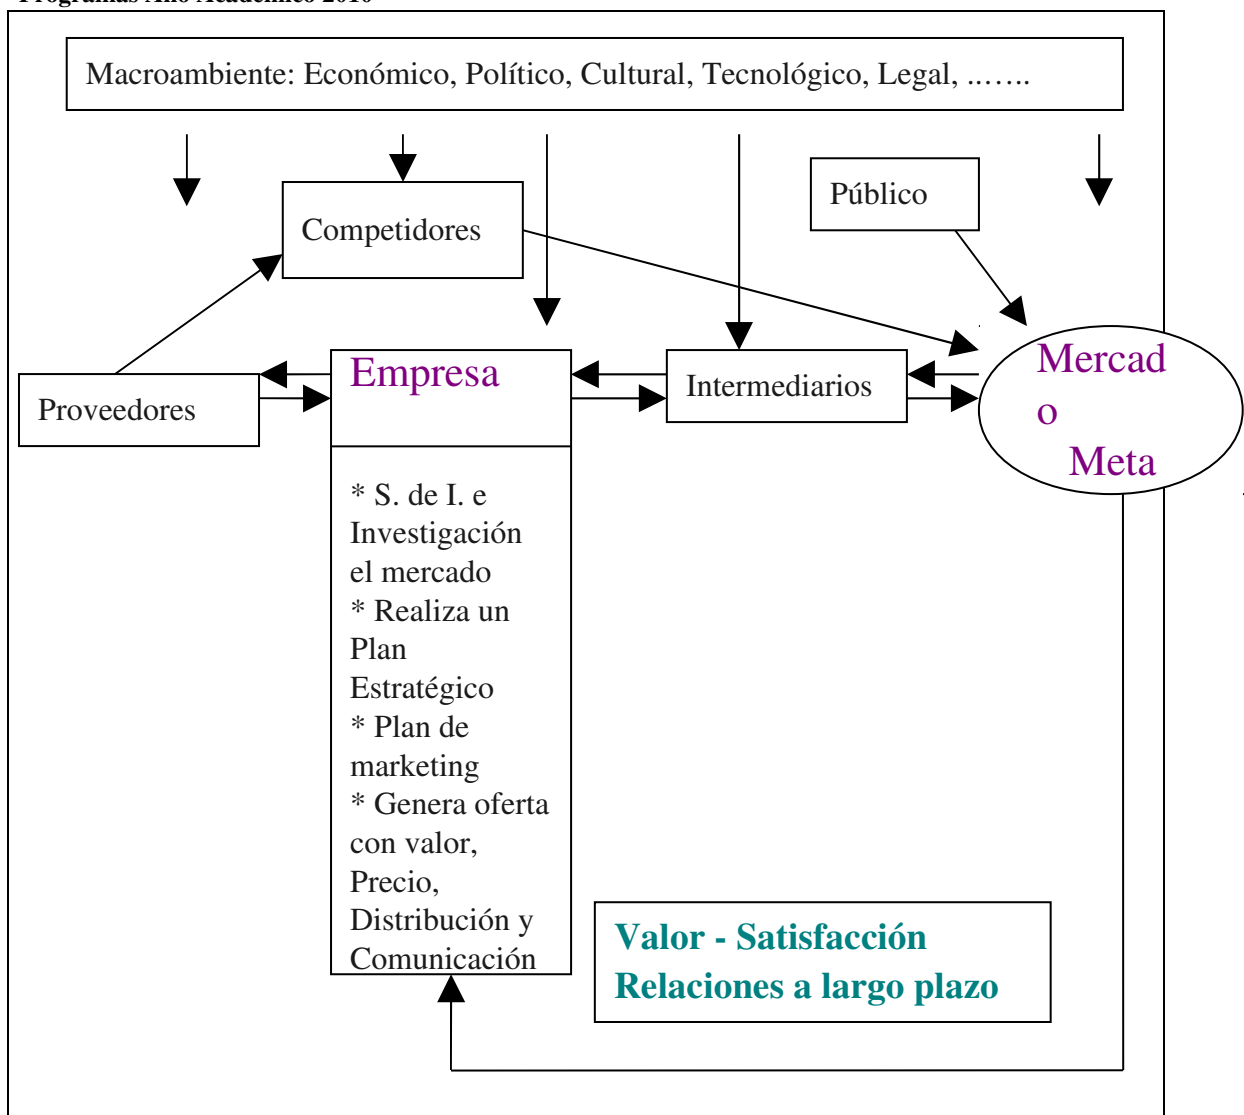 Macroambiente: Económico, Político, Cultural, Tecnológico, Legal, ..…..
Público
Competidores
Empresa
Intermediarios
Mercad
o
Meta
Proveedores
* S. de I. e
Investigación
el mercado
* Realiza un
Plan
Estratégico
* Plan de
marketing
* Genera oferta
con valor,
Precio,
Distribución y
Comunicación
Valor - Satisfacción
Relaciones a largo plazo